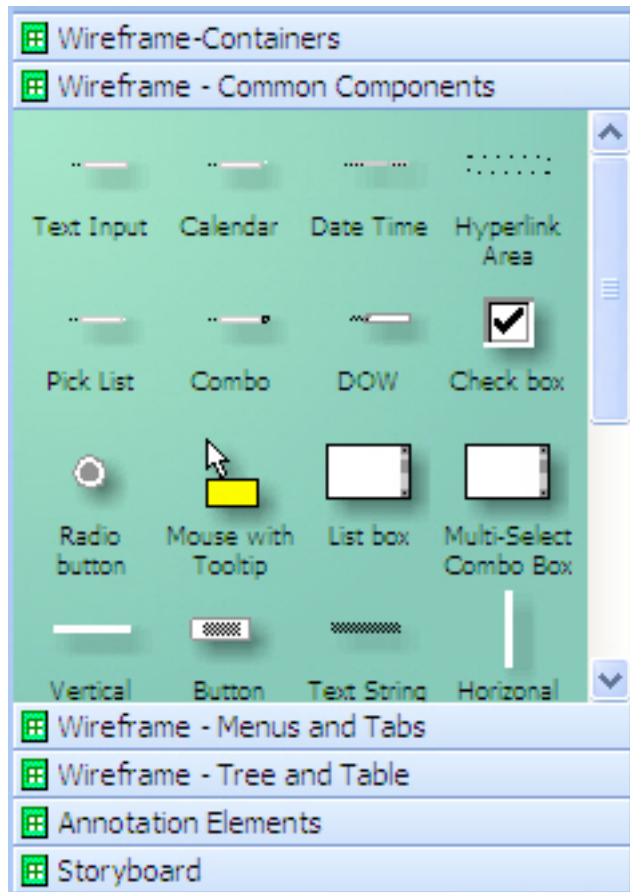 Wireframe-Containers
Wireframe - Common Components
Text Input Calendar Date Time Hyperlink
Area
Pick List Combo DOW Check box
Radio Mouse with List box Multi-Select
button Tooltip Combo Box
Vertical Button Text String Horizonal
Wireframe - Menus and Tabs
Wireframe - Tree and Table
Annotation Elements
Storyboard